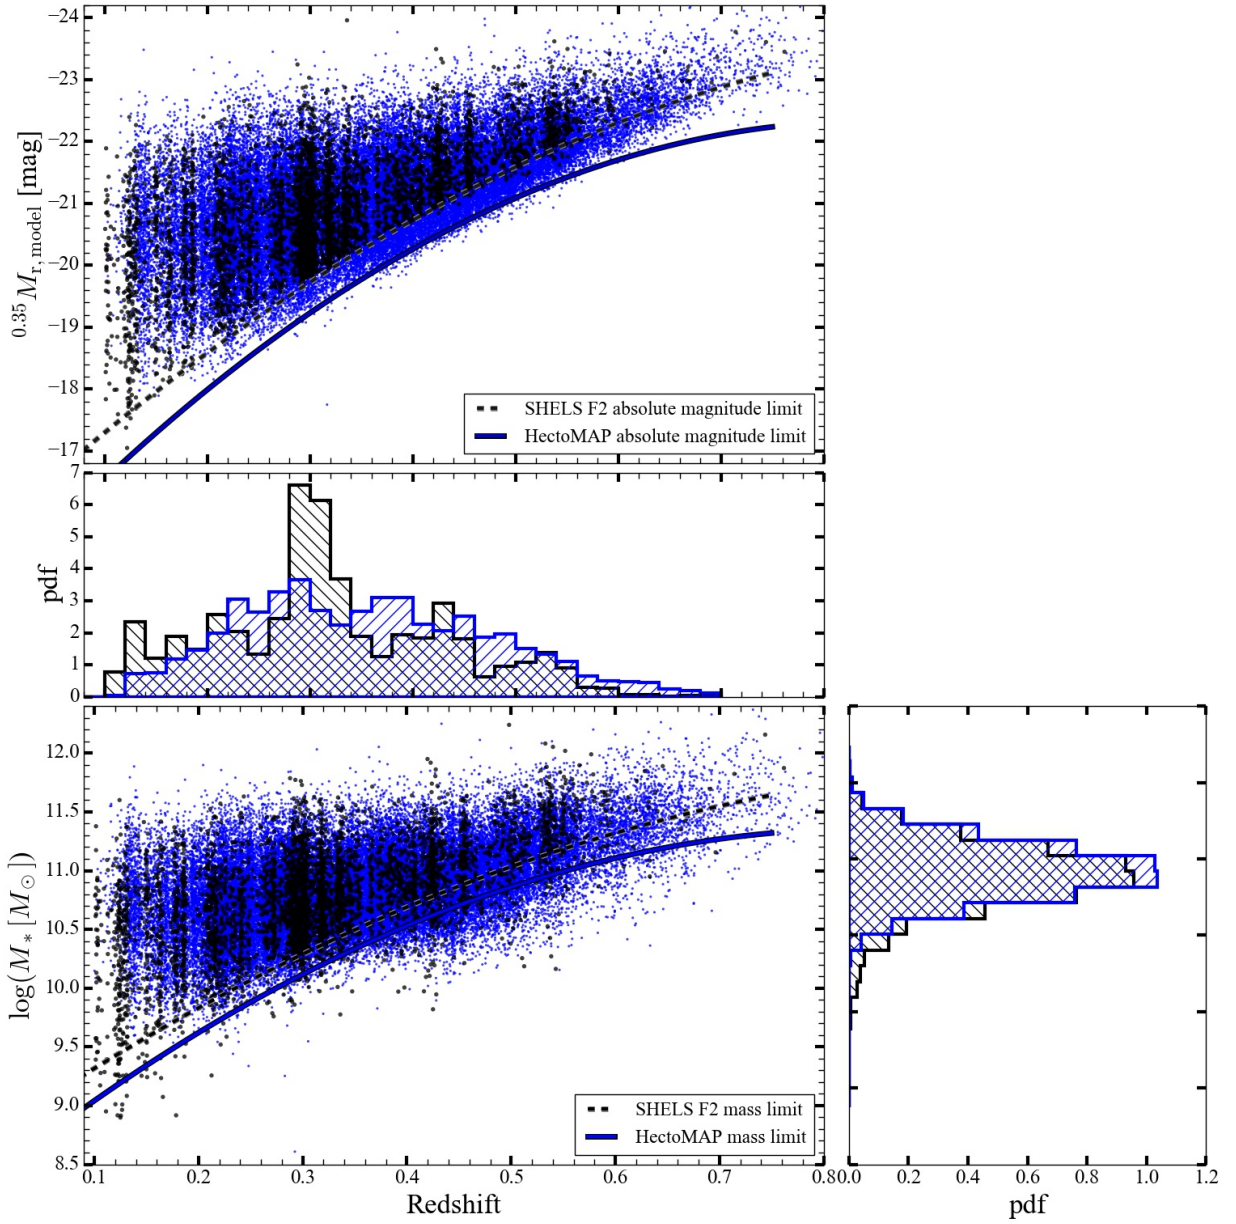 −24
−23
−22
−21
−20
−19
−18
−17
0.35 M r, model [mag]
SHELS F2 absolute magnitude limit
HectoMAP absolute magnitude limit
7
6
5
4
3
2
1
0
pdf
12.0
11.5
11.0
10.5
10.0
9.5
9.0
8.5
log(M∗ [M⊙])
SHELS F2 mass limit
HectoMAP mass limit
0.1 0.2 0.3 0.4 0.5 0.6 0.7 0.8
Redshift
0.0 0.2 0.4 0.6 0.8 1.0 1.2
pdf